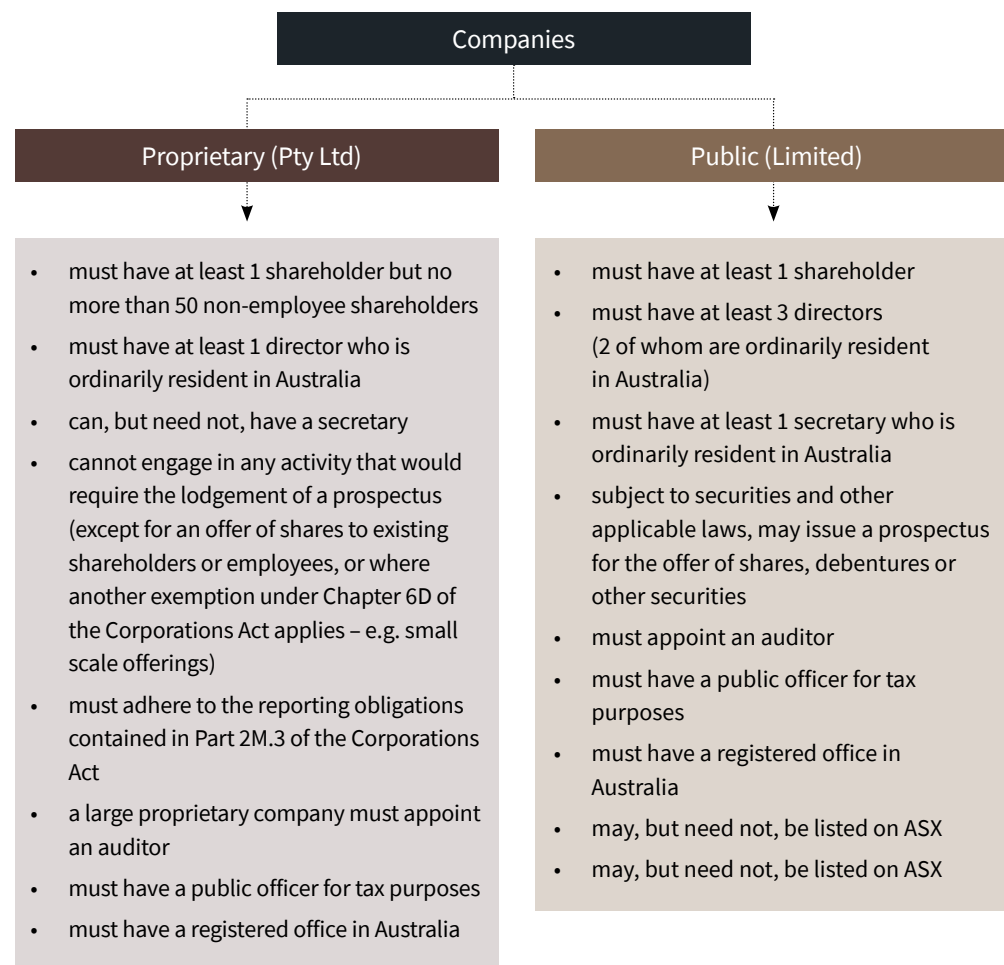 Companies
Proprietary (Pty Ltd)
• must have at least 1 shareholder but no
more than 50 non-employee shareholders
• must have at least 1 director who is
ordinarily resident in Australia
• can, but need not, have a secretary
• cannot engage in any activity that would
require the lodgement of a prospectus
(except for an offer of shares to existing
shareholders or employees, or where
another exemption under Chapter 6D of
the Corporations Act applies – e.g. small
scale offerings)
• must adhere to the reporting obligations
contained in Part 2M.3 of the Corporations
Act
• a large proprietary company must appoint
an auditor
• must have a public officer for tax purposes
• must have a registered office in Australia
Public (Limited)
• must have at least 1 shareholder
• must have at least 3 directors
(2 of whom are ordinarily resident
in Australia)
• must have at least 1 secretary who is
ordinarily resident in Australia
• subject to securities and other
applicable laws, may issue a prospectus
for the offer of shares, debentures or
other securities
• must appoint an auditor
• must have a public officer for tax
purposes
• must have a registered office in
Australia
• may, but need not, be listed on ASX
• may, but need not, be listed on ASX